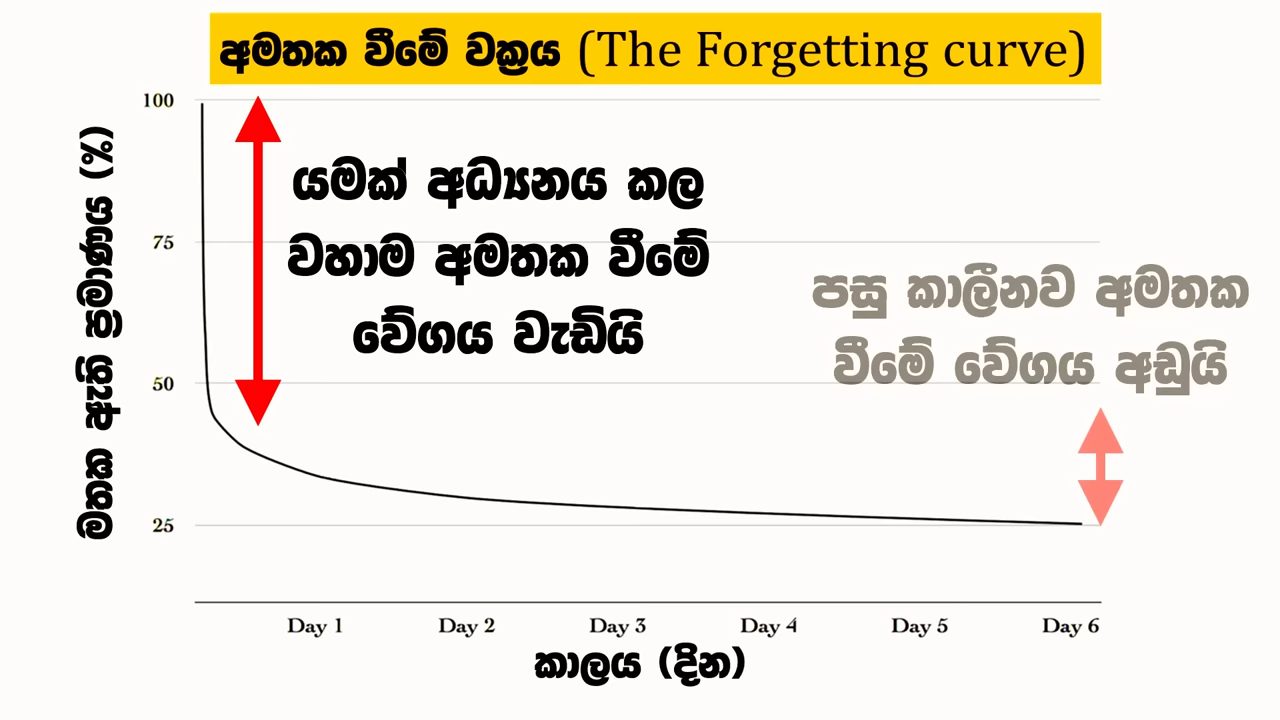 අමතක වීමේ වක්‍රය (The Forgetting curve)
මතක ඇති ප්‍රමාණය (%)
100
75
50
25
යමක් අධ්‍යනය කල
වහාම අමතක වීමේ
වේගය වැඩියි
පසු කාලීනව අමතක
වීමේ වේගය අඩුයි
Day 1 Day 2 Day 3 Day 4 Day 5 Day 6
කාලය (දින)